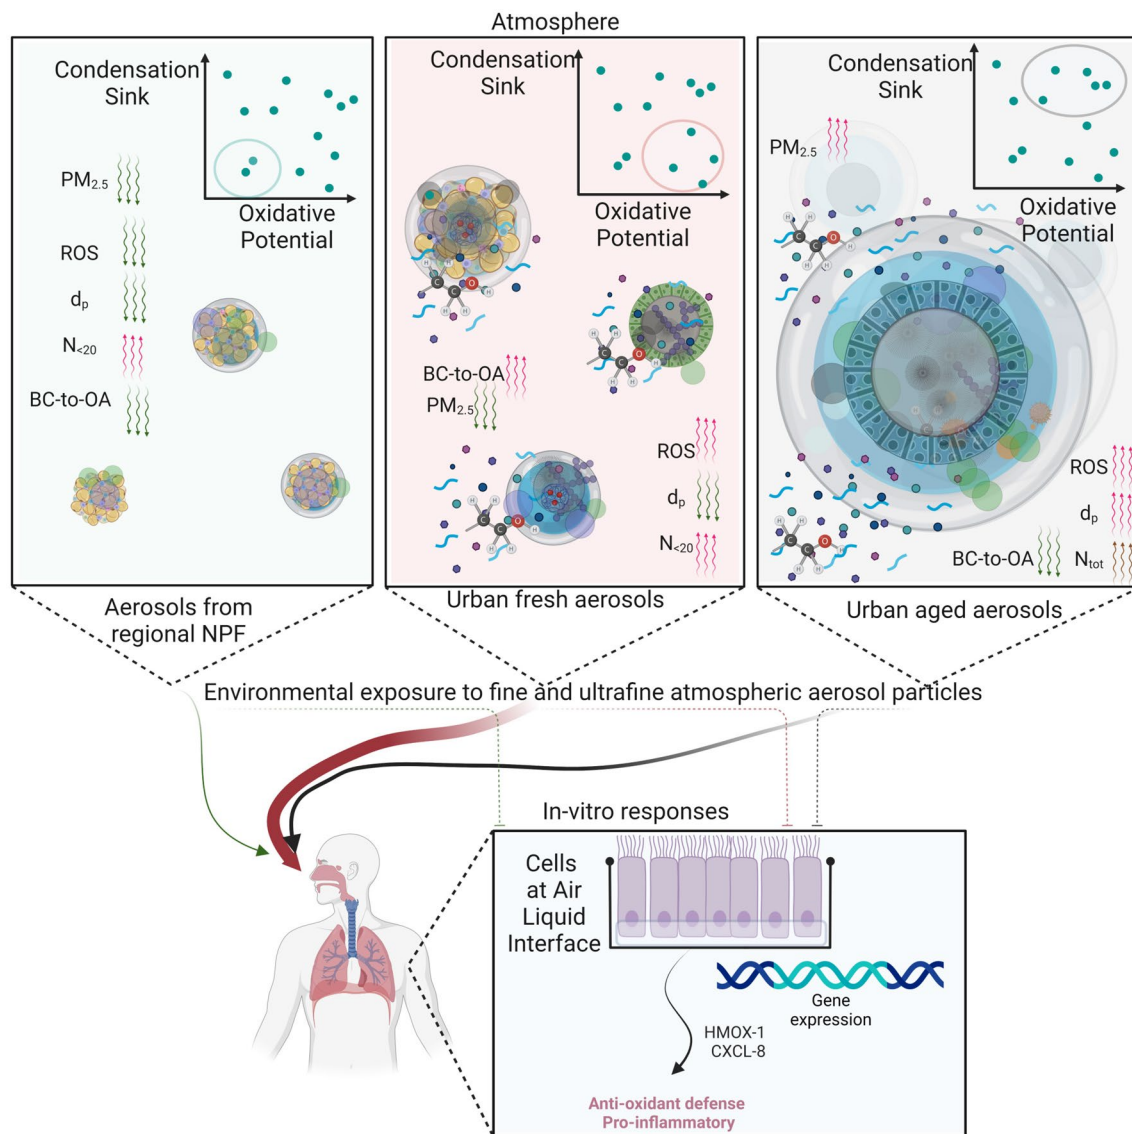 Atmosphere
Condensation
Sink
Oxidative
Potential
PM2.5
ROS
dp
N<20
BC-to-OA
Aerosols from
regional NPF
Condensation
Sink
Oxidative
Potential
H
H
C
C
O
H
H
H
H
C
C
O
H
H
H
BC-to-OA
PM2.5
ROS
dp
N<20
H
H
C
C
O
H
H
H
Urban fresh aerosols
Condensation
Sink
Oxidative
Potential
PM2.5
H
H
C
C
O
H
H
H
ROS
dp
BC-to-OA
Ntot
H
H
C
C
O
H
H
H
Urban aged aerosols
Environmental exposure to fine and ultrafine atmospheric aerosol particles
In-vitro responses
Cells
at Air
Liquid
Interface
Gene
expression
HMOX-1
CXCL-8
Anti-oxidant defense
Pro-inflammatory